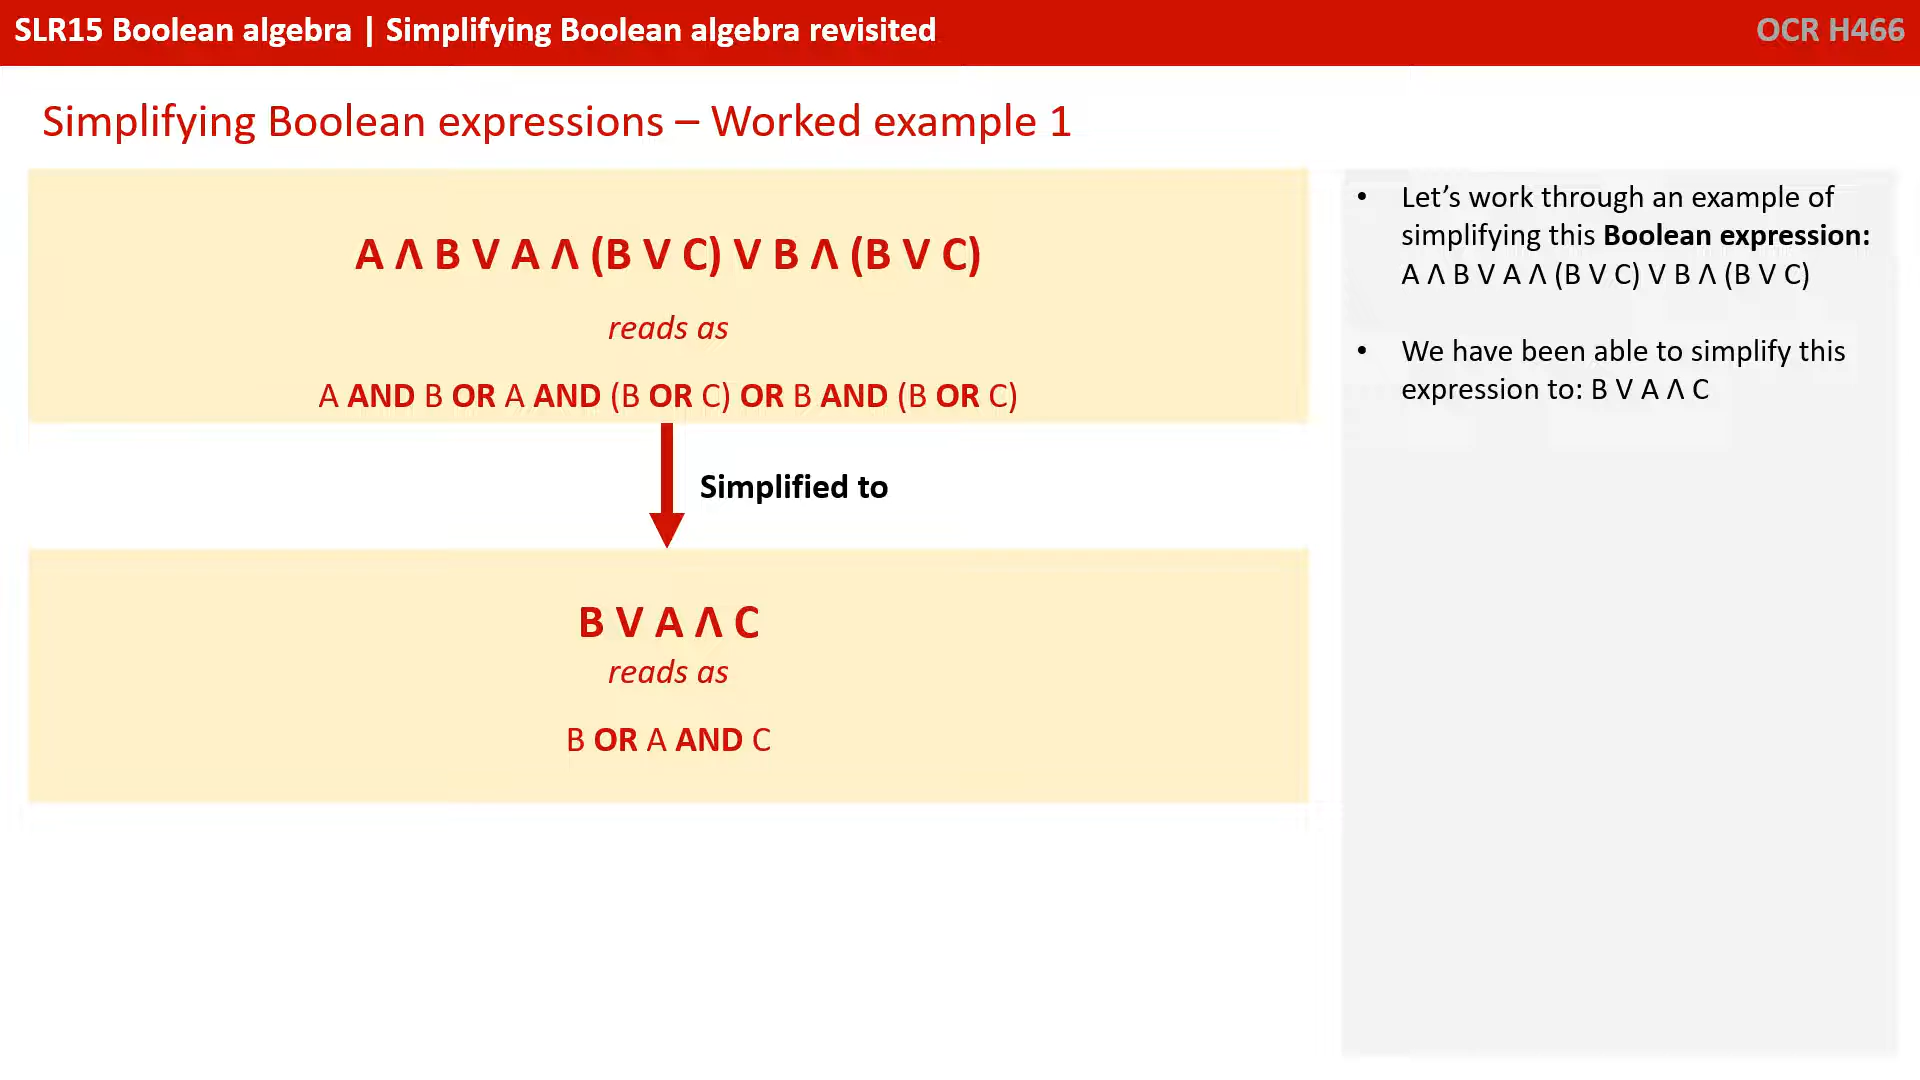 SLR15 Boolean algebra | Simplifying Boolean algebra revisited
OCR H466
Simplifying Boolean expressions – Worked example 1
A Λ B V A Λ (B V C) V B Λ (B V C)
reads as
A AND B OR A AND (B OR C) OR B AND (B OR C)
Simplified to
B V A Λ C
reads as
B OR A AND C
• Let’s work through an example of
simplifying this Boolean expression:
A Λ B V A Λ (B V C) V B Λ (B V C)
• We have been able to simplify this
expression to: B V A Λ C